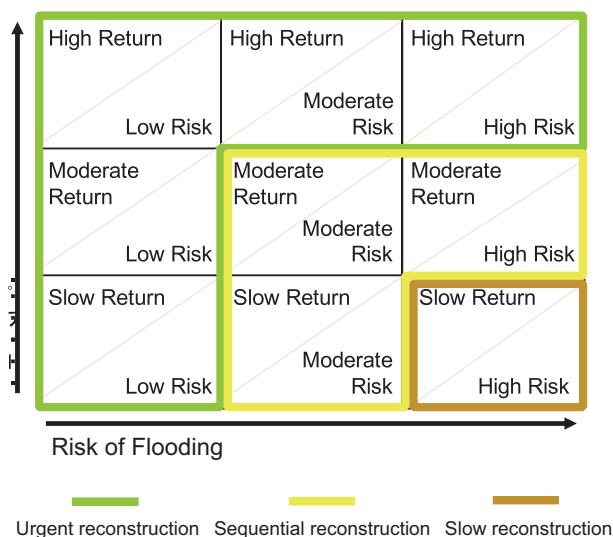 High Return
High Return
High Return
Low Risk
Moderate
Risk
High Risk
Moderate
Return
Moderate
Return
Moderate
Return
Low Risk
Moderate
Risk
High Risk
Slow Return
Slow Return
Slow Return
Low Risk
Moderate
Risk
High Risk
Risk of Flooding
Urgent reconstruction
Sequential reconstruction
Slow reconstruction